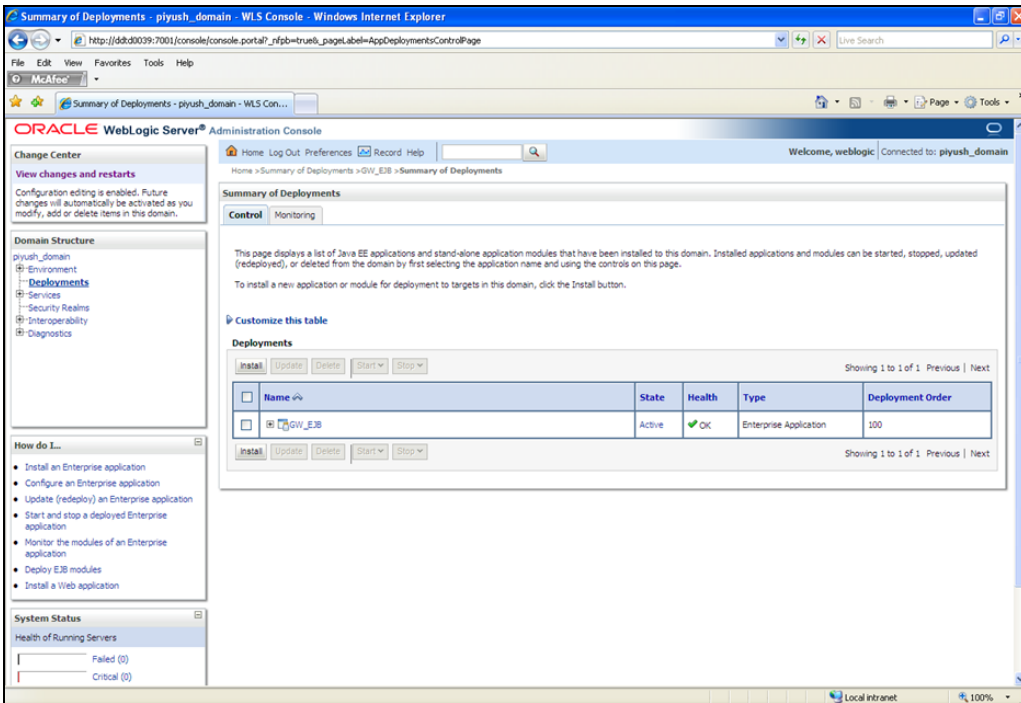 Summary of Deployments - piyush_domain - WLS Console - Windows Internet Explorer
http://ddtd0039:7001/console/console.portal?_nfpb=true&_pageLabel=AppDeploymentsControlPage
Live Search
File Edit View Favorites Tools Help
McAfee
Summary of Deployments - piyush_domain - WLS Con...
Page Tools
ORACLE WebLogic Server® Administration Console
Change Center
View changes and restarts
Configuration editing is enabled. Future
changes will automatically be activated as you
modify, add or delete items in this domain.
Domain Structure
piyush_domain
Environment
Deployments
Services
Security Realms
Interoperability
Diagnostics
How do I...
Install an Enterprise application
Configure an Enterprise application
Update (redeploy) an Enterprise application
Start and stop a deployed Enterprise
application
Monitor the modules of an Enterprise
application
Deploy EJB modules
Install a Web application
System Status
Health of Running Servers
Failed (0)
Critical (0)
Home Log Out Preferences Record Help
Welcome, weblogic Connected to: piyush_domain
Home >Summary of Deployments >GW_EJB >Summary of Deployments
Summary of Deployments
Control Monitoring
This page displays a list of Java EE applications and stand-alone application modules that have been installed to this domain. Installed applications and modules can be started, stopped, updated
(redeployed), or deleted from the domain by first selecting the application name and using the controls on this page.
To install a new application or module for deployment to targets in this domain, click the Install button.
Customize this table
Deployments
Install Update Delete Start Stop Showing 1 to 1 of 1 Previous | Next
Name State Health Type Deployment Order
GW_EJB Active OK Enterprise Application 100
Install Update Delete Start Stop Showing 1 to 1 of 1 Previous | Next
Local intranet 100%